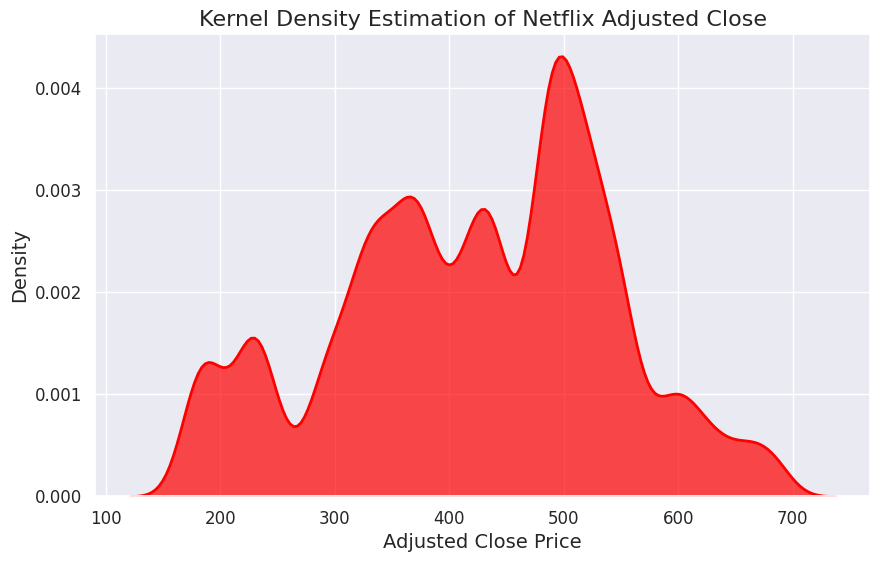 Kernel Density Estimation of Netflix Adjusted Close
0.004
0.003
0.002
0.001
0.000
Density
100 200 300 400 500 600 700
Adjusted Close Price